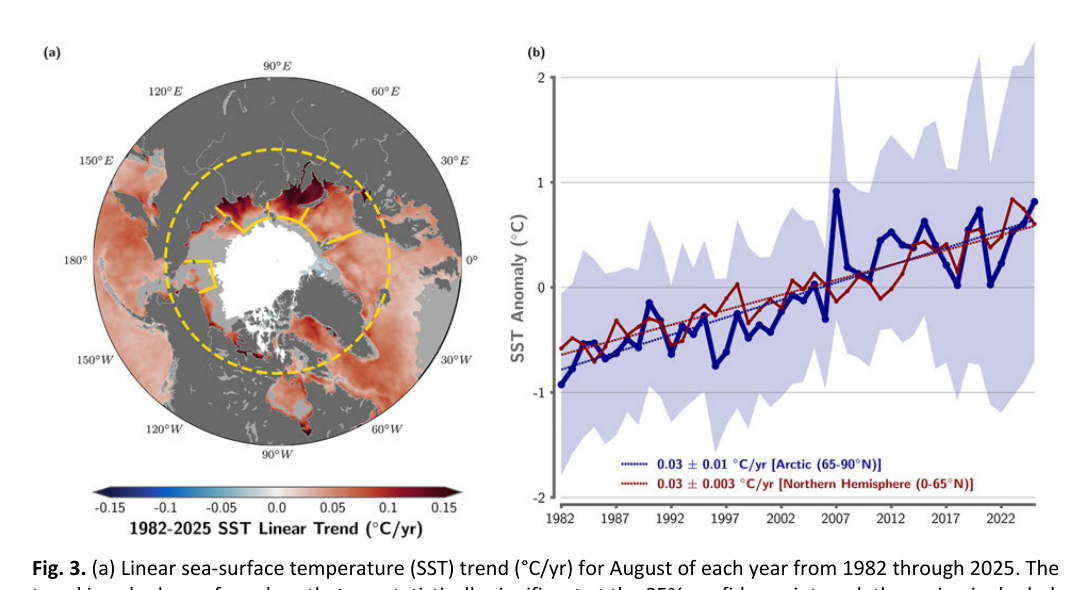 (a)
90°E
120°E
60°E
150°E
30°E
180°
0°
150°W
30°W
120°W
60°W
90°W
-0.15 -0.1 -0.05 0.0 0.05 0.1 0.15
1982-2025 SST Linear Trend (°C/yr)
(b)
SST Anomaly (°C)
2
1
0
-1
-2
0.03 ± 0.01 °C/yr [Arctic (65-90°N)]
0.03 ± 0.003 °C/yr [Northern Hemisphere (0-65°N)]
1982 1987 1992 1997 2002 2007 2012 2017 2022
Fig. 3. (a) Linear sea-surface temperature (SST) trend (°C/yr) for August of each year from 1982 through 2025. The